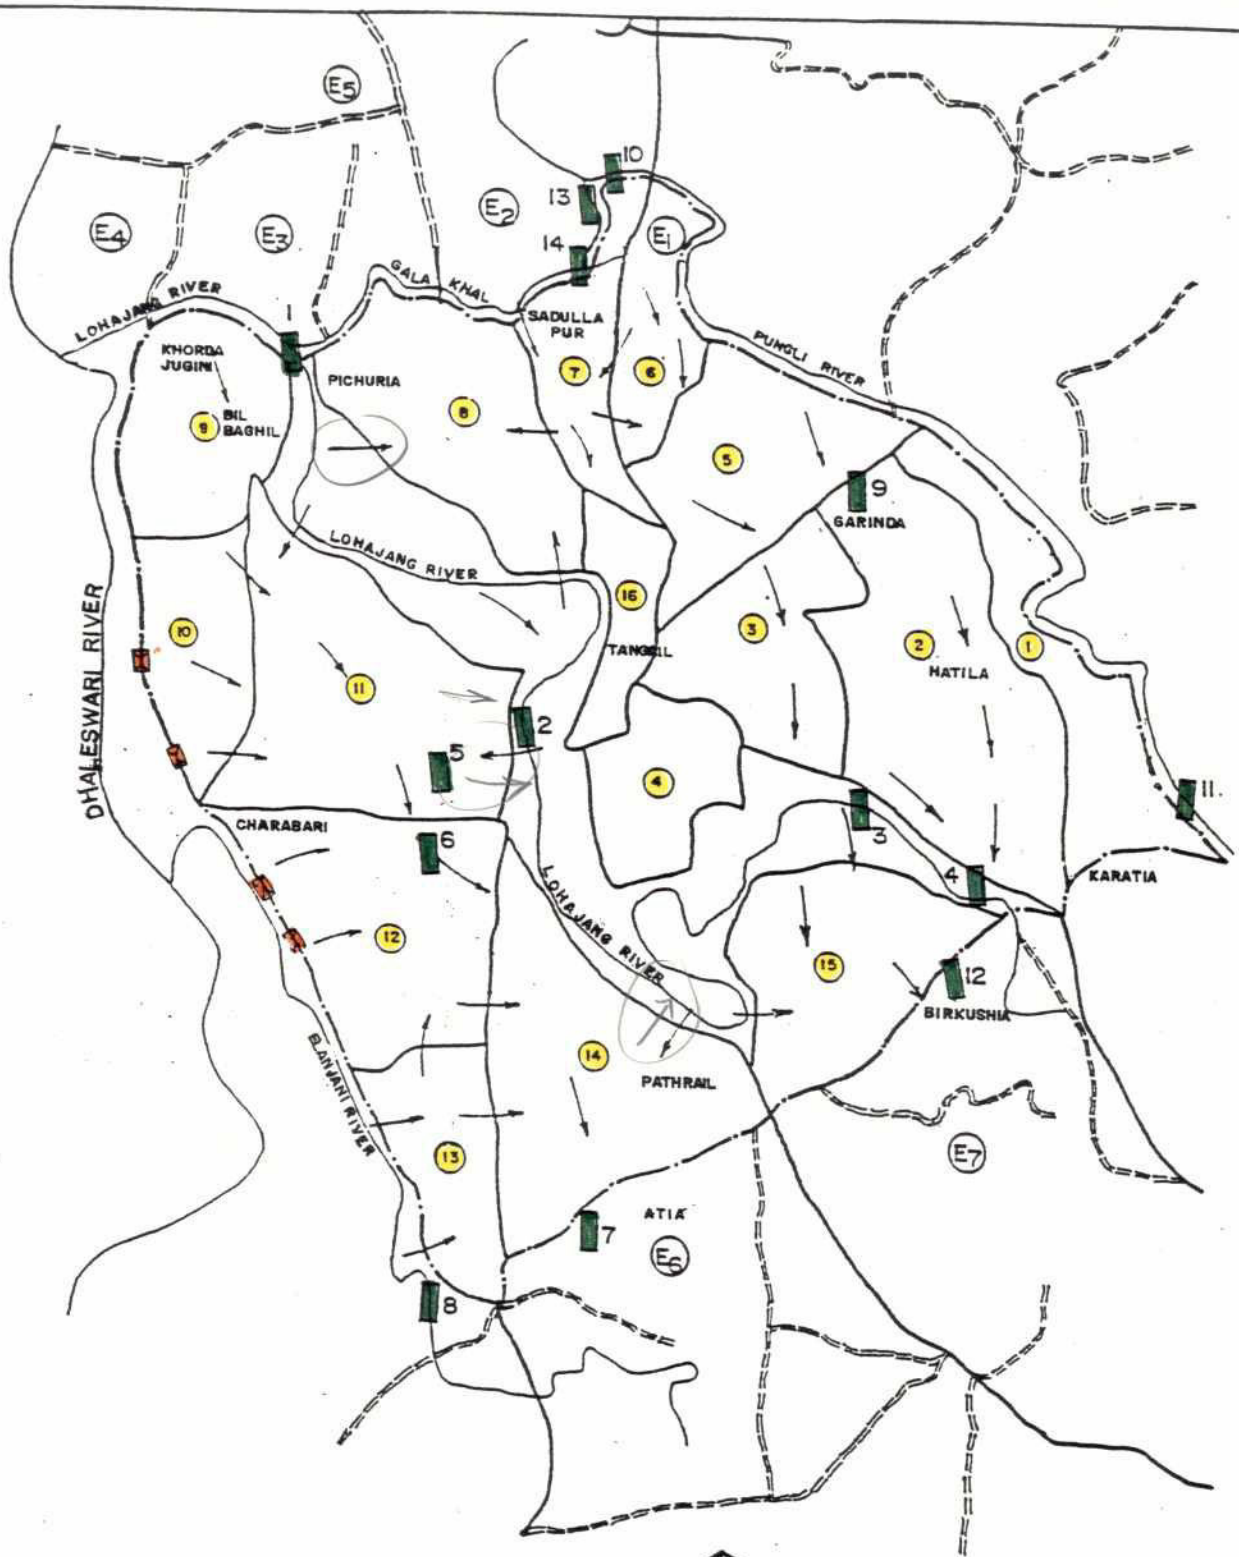 E5
10
13
E2
E4
E3
E1
14
LOHAJANG RIVER
GALA KHAL
1
SADULLA
PUR
KHORDA
JUGINI
PICHURIA
7
6
PUNGLI RIVER
9
BIL
BAGHIL
8
5
9
GARINDA
LOHAJANG RIVER
16
3
10
TANGAIL
2
HATILA
1
DHALESWARI RIVER
11
2
5
4
11.
CHARABARI
6
3
4
KARATIA
LOHAJANG RIVER
12
15
12
BIRKUSHIA
ELANJANI RIVER
14
PATHRAIL
13
E7
ATIA
7
E6
8